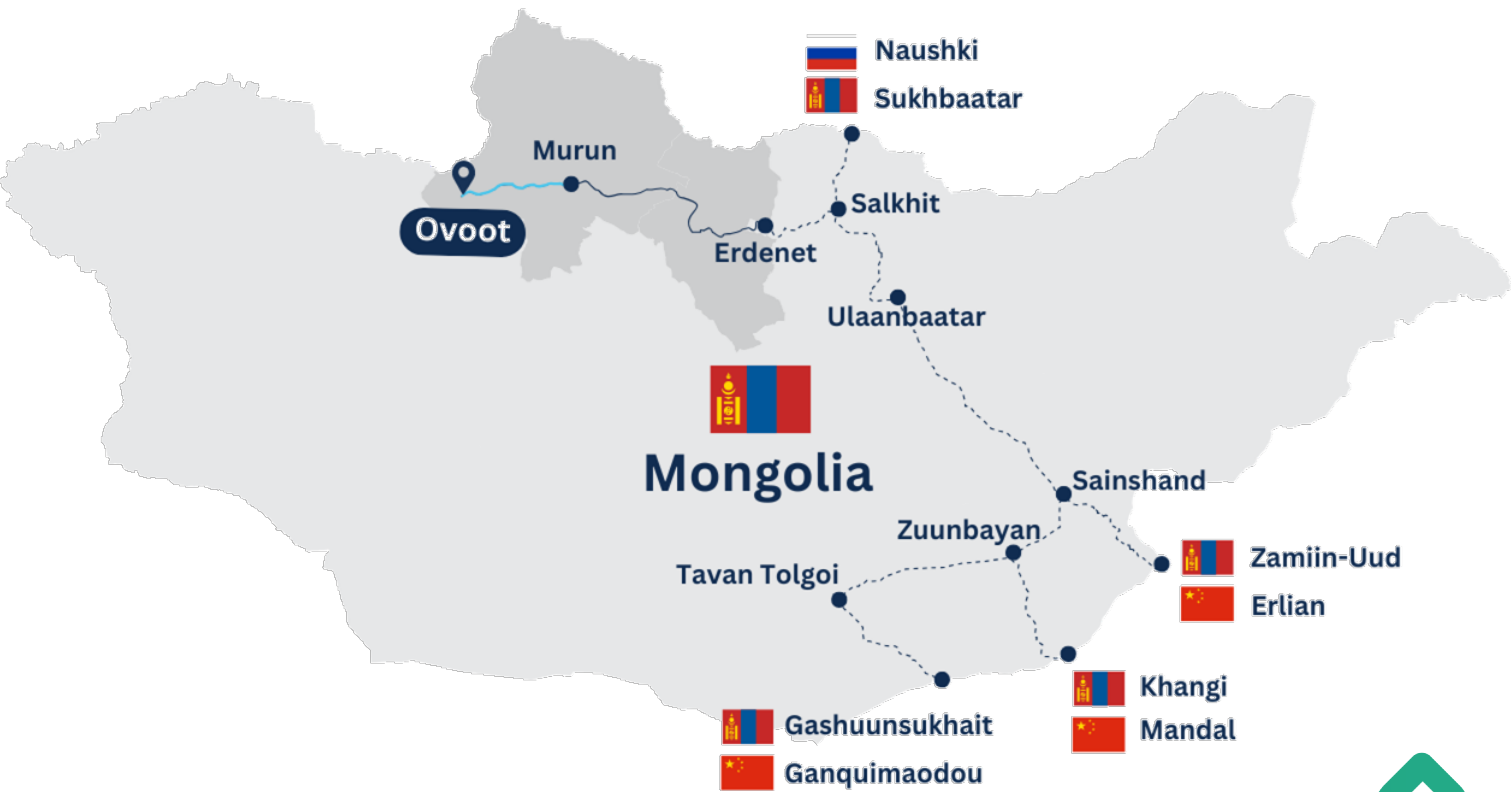 Naushki
Sukhbaatar
Murun
Salkhit
Ovoot
Erdenet
Ulaanbaatar
Mongolia
Sainshand
Zuunbayan
Zamiin-Uud
Tavan Tolgoi
Erlian
Khangi
Gashuunsukhait
Mandal
Ganquimaodou